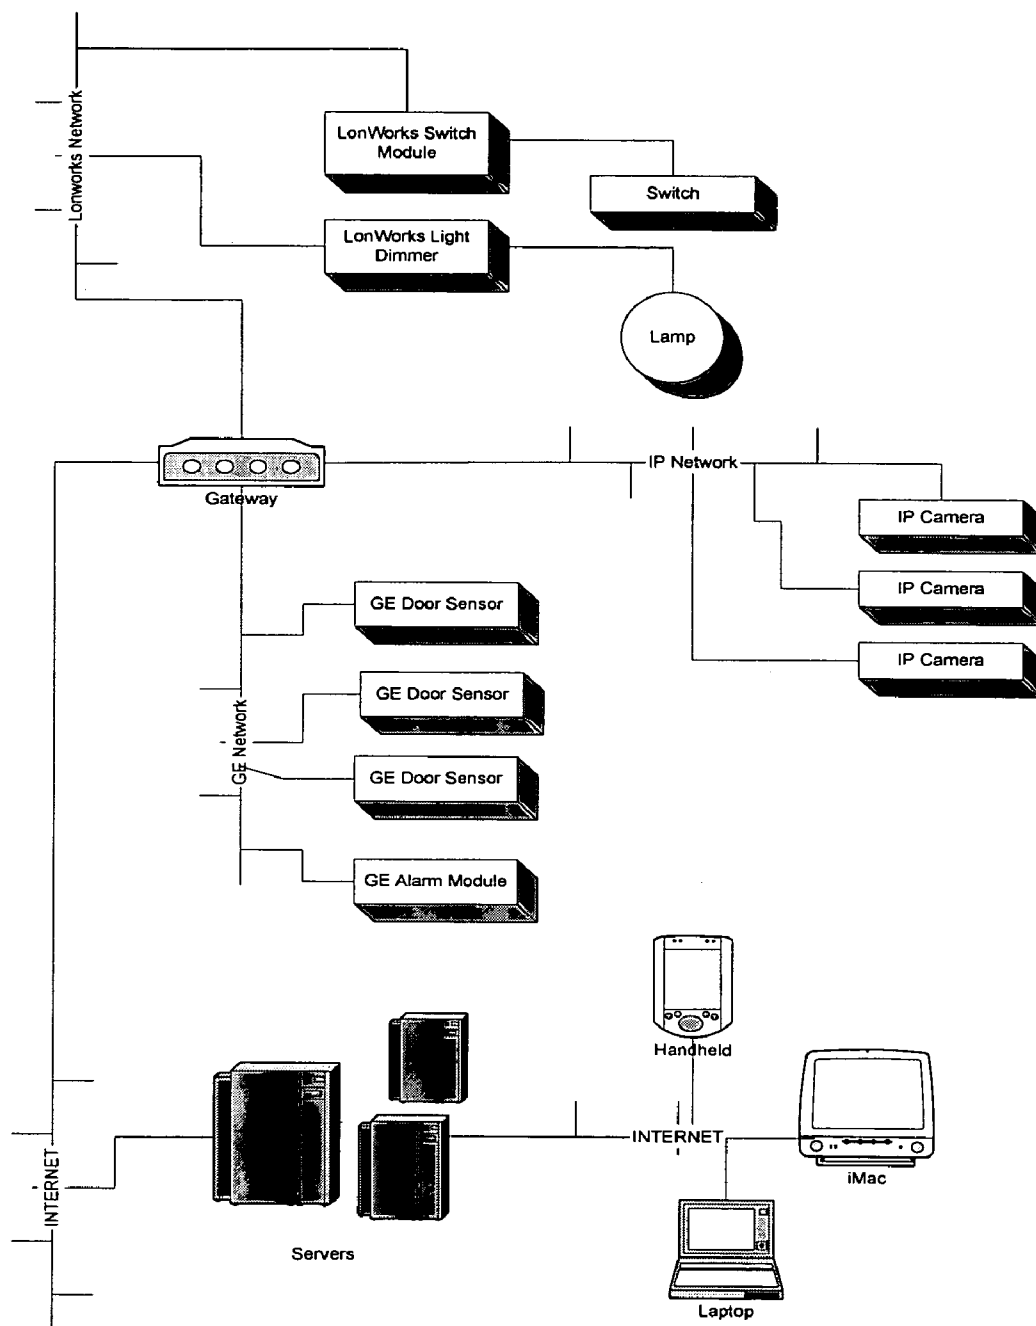 Lonworks Network
LonWorks Switch
Module
Switch
LonWorks Light
Dimmer
Lamp
Gateway
IP Network
IP Camera
IP Camera
IP Camera
GE Network
GE Door Sensor
GE Door Sensor
GE Door Sensor
GE Alarm Module
Handheld
INTERNET
iMac
INTERNET
Servers
Laptop